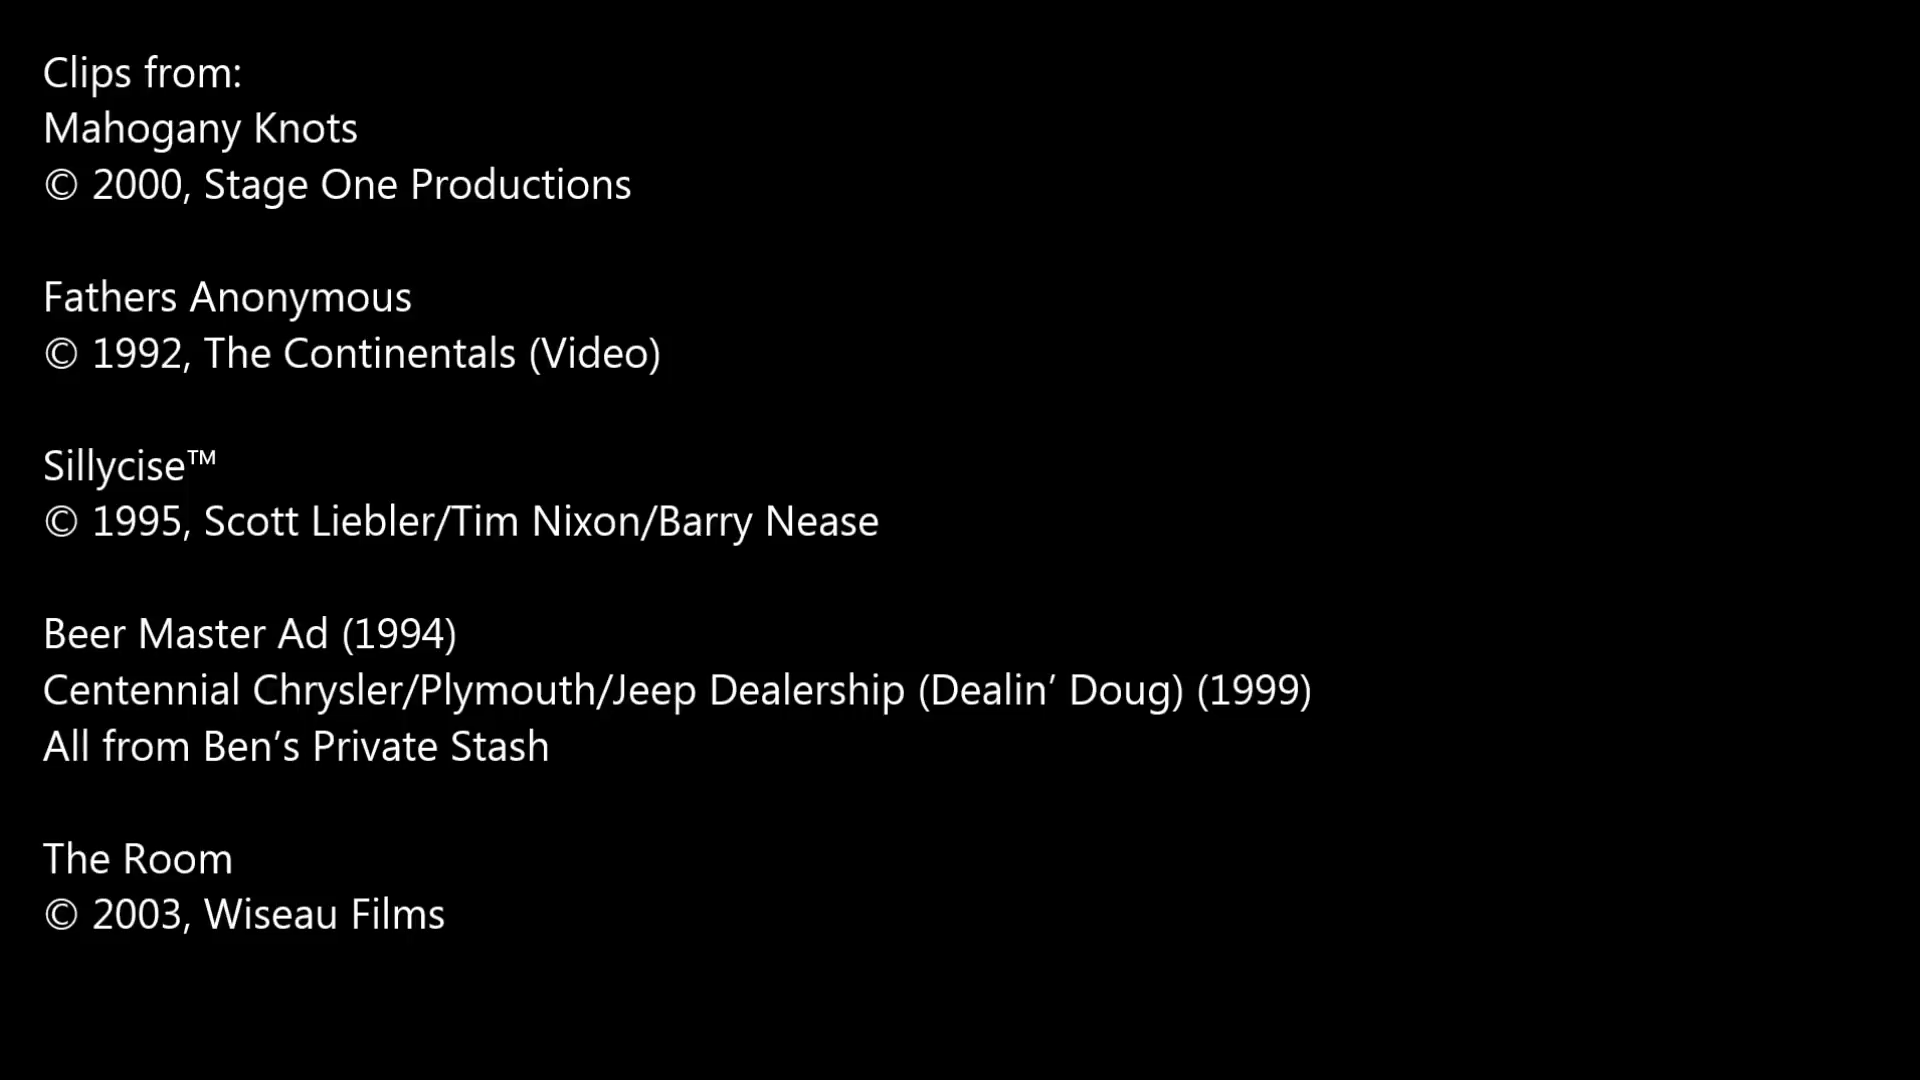 Clips from:
Mahogany Knots
© 2000, Stage One Productions
Fathers Anonymous
© 1992, The Continentals (Video)
Sillycise™
© 1995, Scott Liebler/Tim Nixon/Barry Nease
Beer Master Ad (1994)
Centennial Chrysler/Plymouth/Jeep Dealership (Dealin’ Doug) (1999)
All from Ben’s Private Stash
The Room
© 2003, Wiseau Films